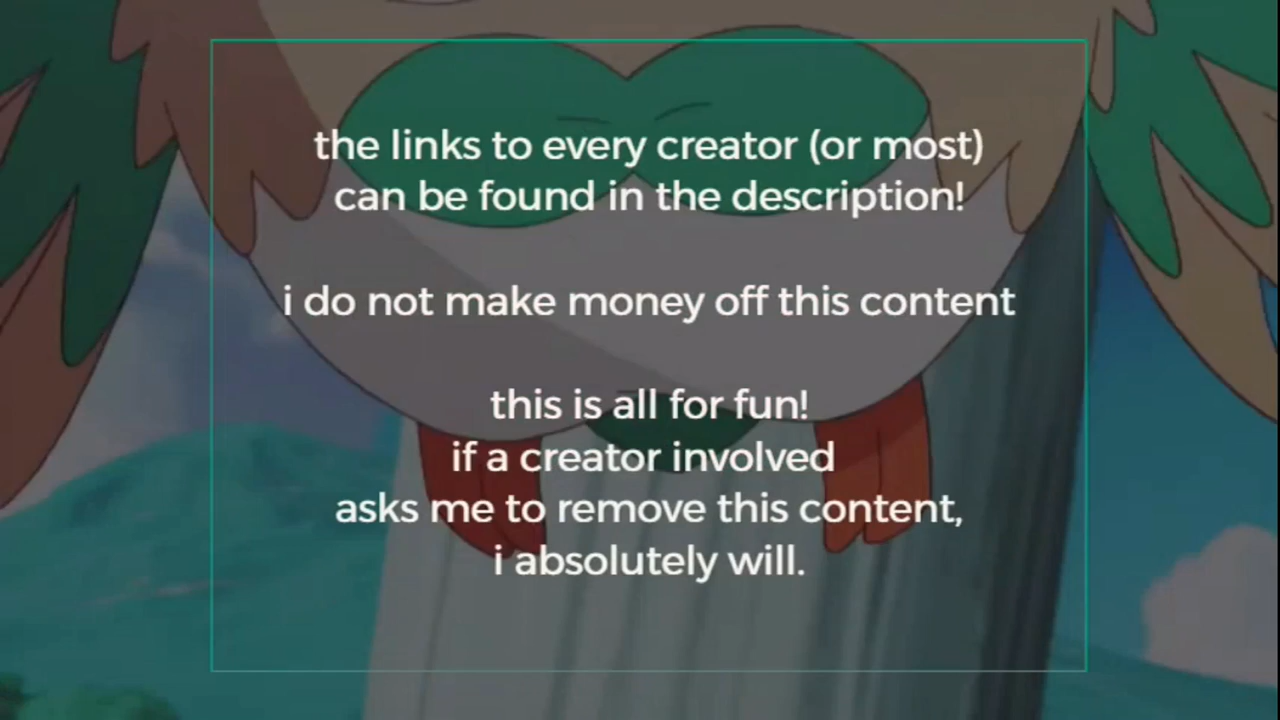 the links to every creator (or most)
can be found in the description!
i do not make money off this content
this is all for fun!
if a creator involved
asks me to remove this content,
i absolutely will.